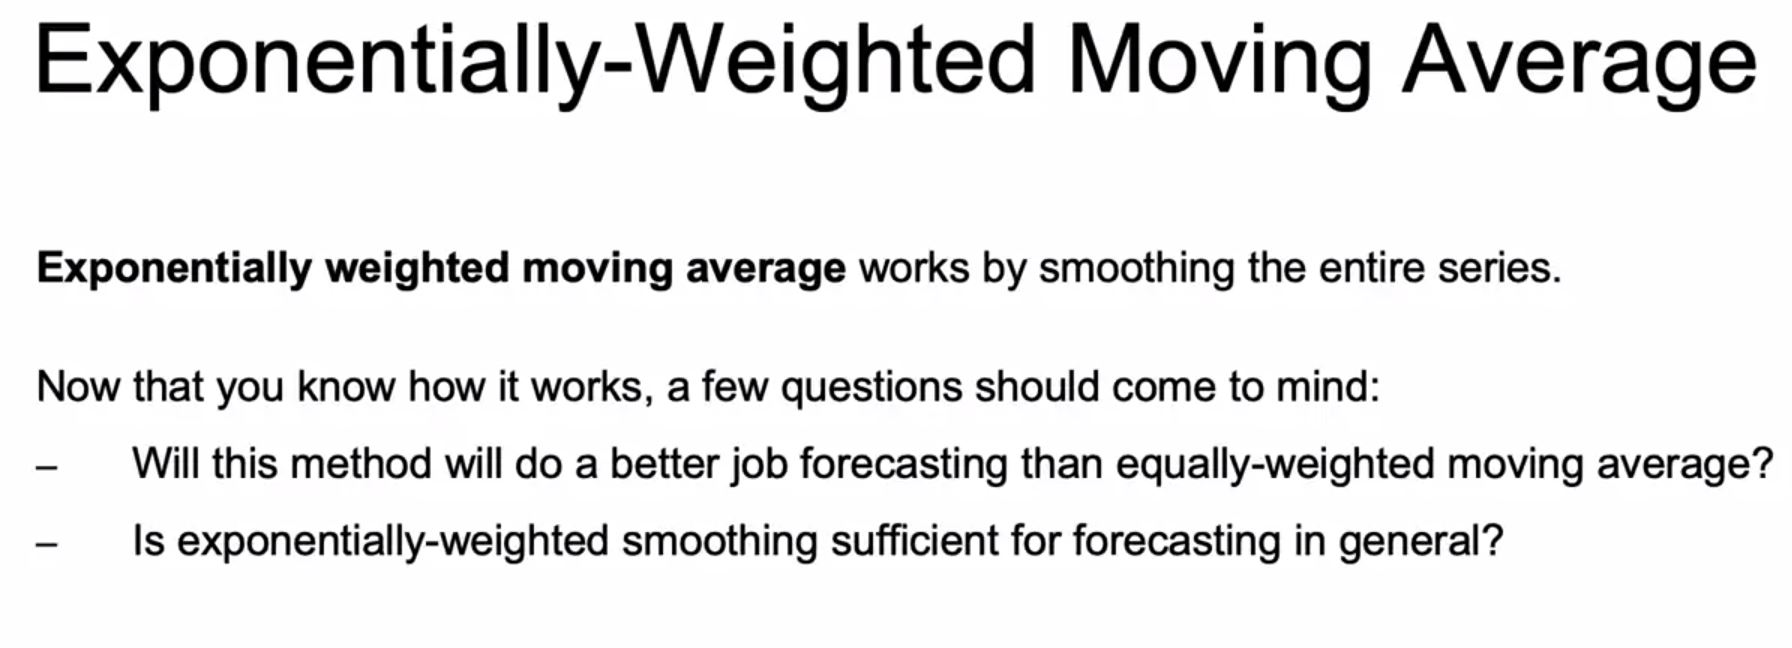 Exponentially-Weighted Moving Average
Exponentially weighted moving average works by smoothing the entire series.
Now that you know how it works, a few questions should come to mind:
– Will this method will do a better job forecasting than equally-weighted moving average?
– Is exponentially-weighted smoothing sufficient for forecasting in general?